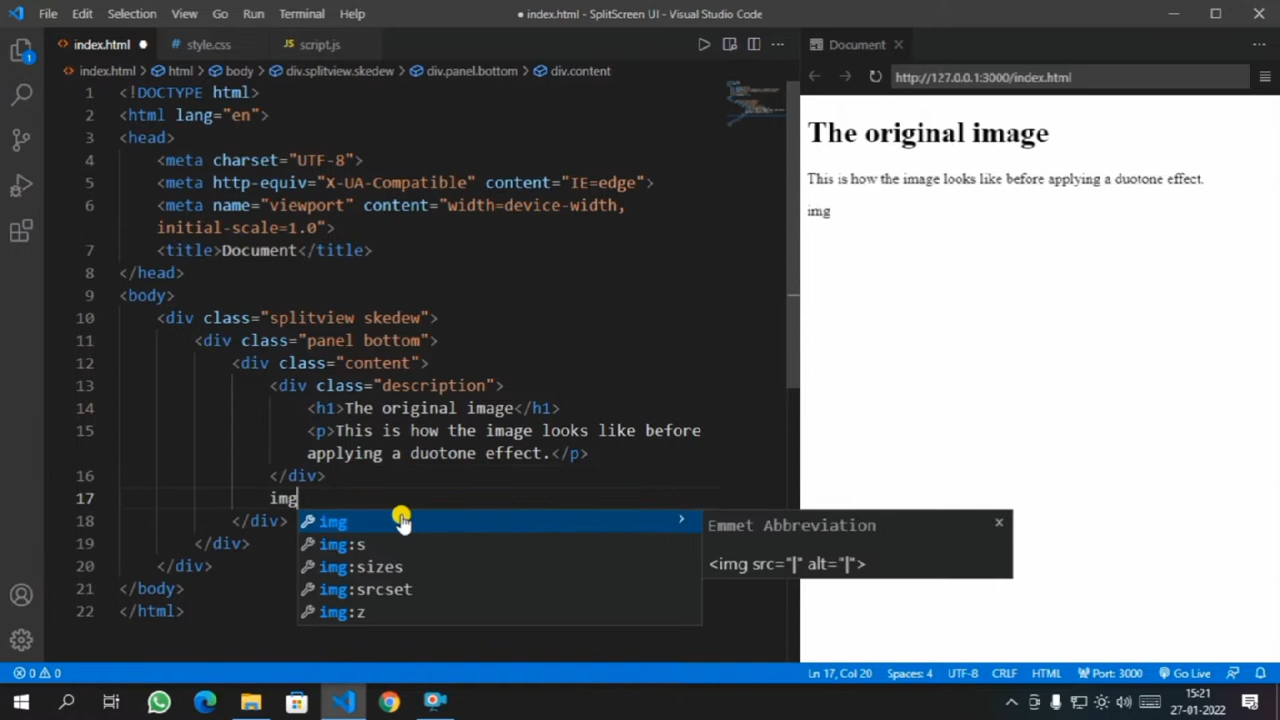 File Edit Selection View Go Run Terminal Help
● index.html - SplitScreen UI - Visual Studio Code
index.html ● style.css JS script.js
Document ×
index.html > html > body > div.splitview.skedew > div.panel.bottom > div.content
http://127.0.0.1:3000/index.html
1 <!DOCTYPE html>
2 <html lang="en">
3 <head>
4 <meta charset="UTF-8">
5 <meta http-equiv="X-UA-Compatible" content="IE=edge">
6 <meta name="viewport" content="width=device-width,
initial-scale=1.0">
7 <title>Document</title>
8 </head>
9 <body>
10 <div class="splitview skedew">
11 <div class="panel bottom">
12 <div class="content">
13 <div class="description">
14 <h1>The original image</h1>
15 <p>This is how the image looks like before
applying a duotone effect.</p>
16 </div>
17 img
18 </div>
19 </div>
20 </div>
21 </body>
22 </html>
img
img:s
img:sizes
img:srcset
img:z
Emmet Abbreviation
<img src="|" alt="|">
The original image
This is how the image looks like before applying a duotone effect.
img
1
0 0 Ln 17, Col 20 Spaces: 4 UTF-8 CRLF HTML Port: 3000 Go Live
15:21
27-01-2022